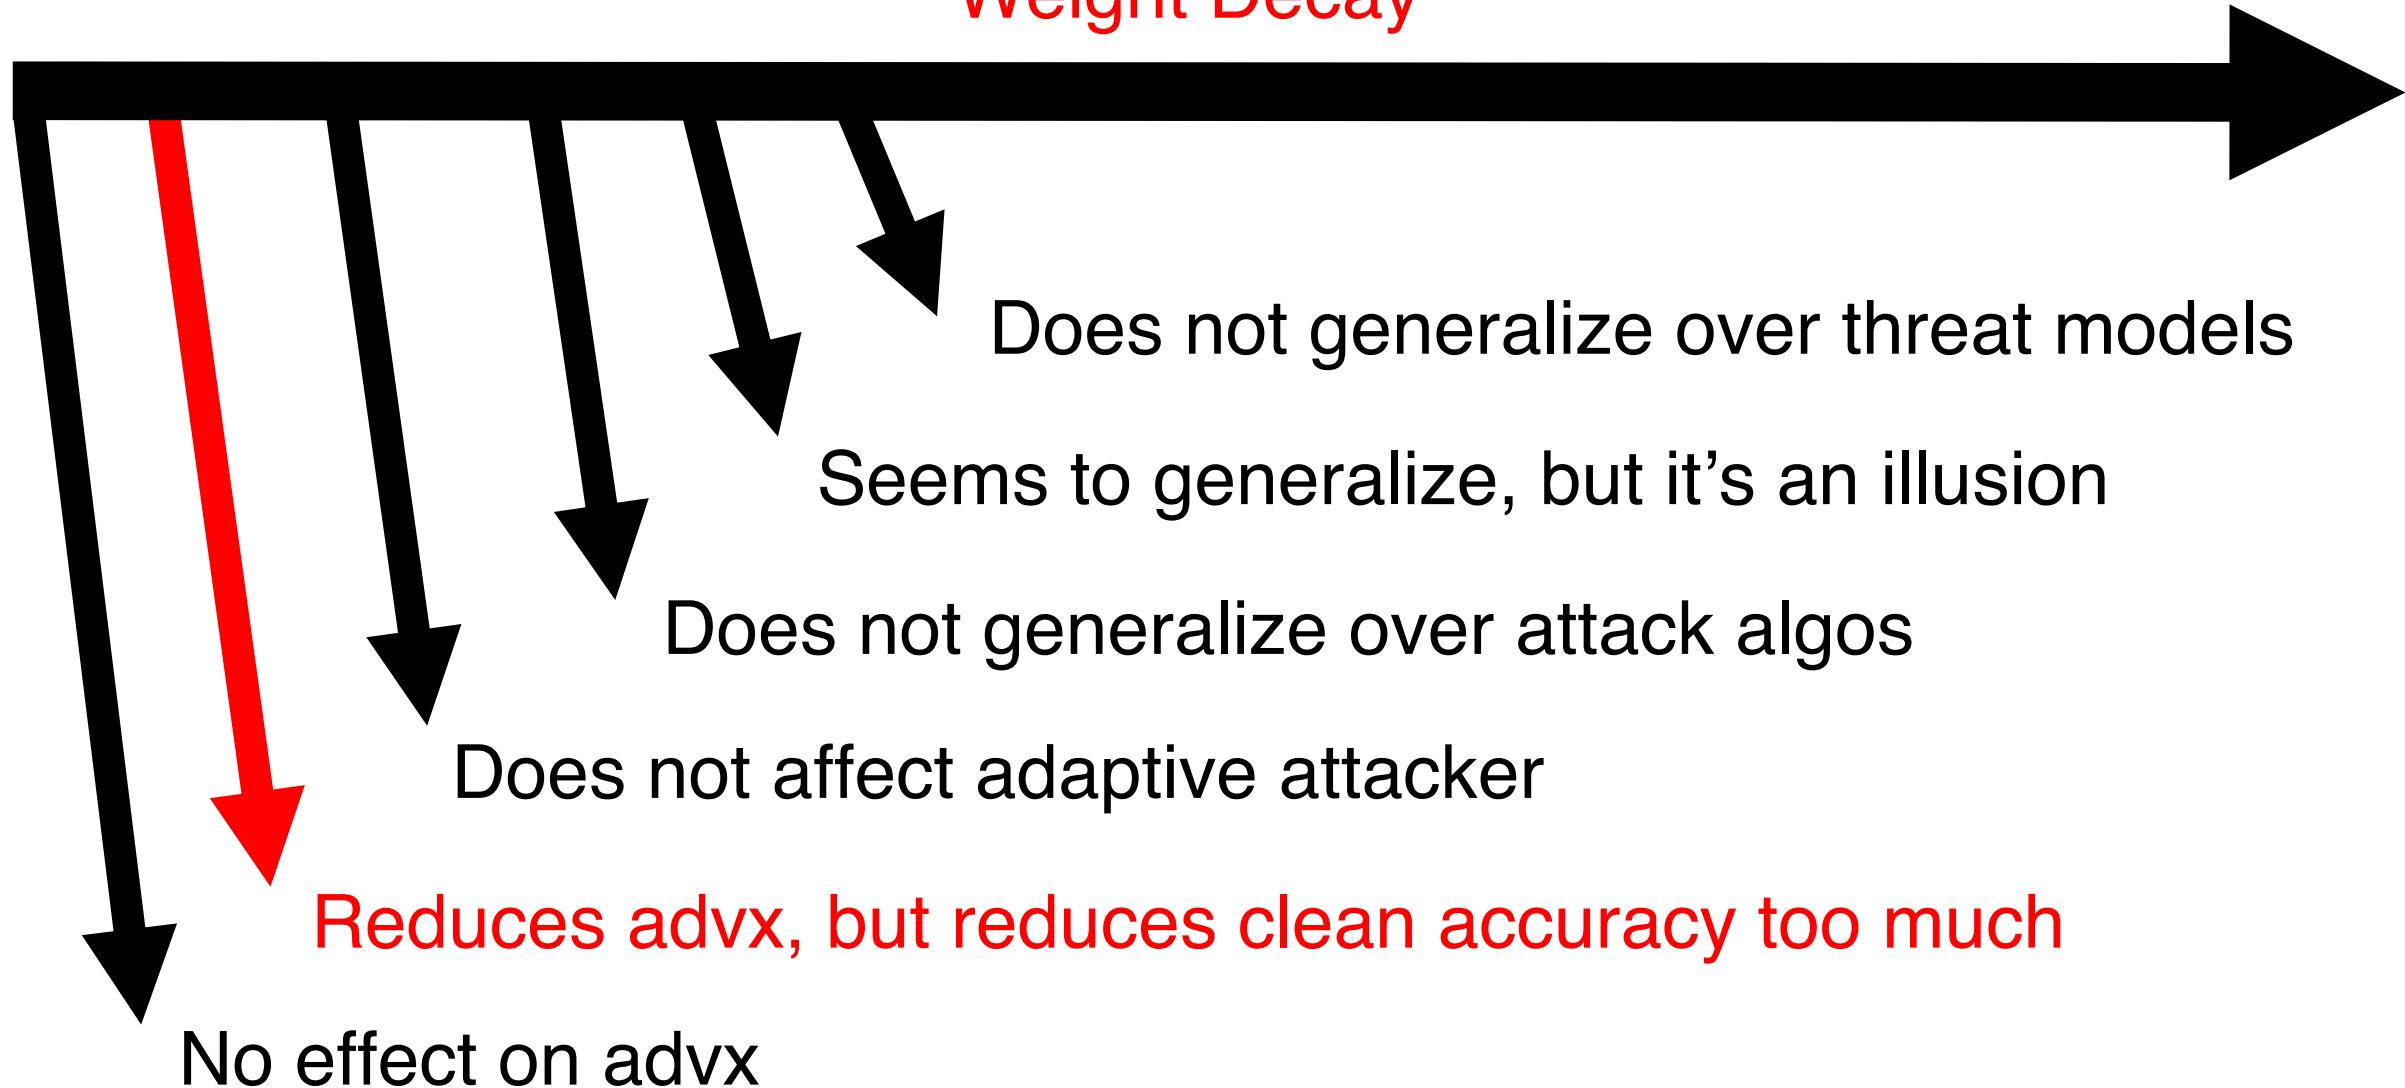 Weight Decay
Does not generalize over threat models
Seems to generalize, but it’s an illusion
Does not generalize over attack algos
Does not affect adaptive attacker
Reduces advx, but reduces clean accuracy too much
No effect on advx